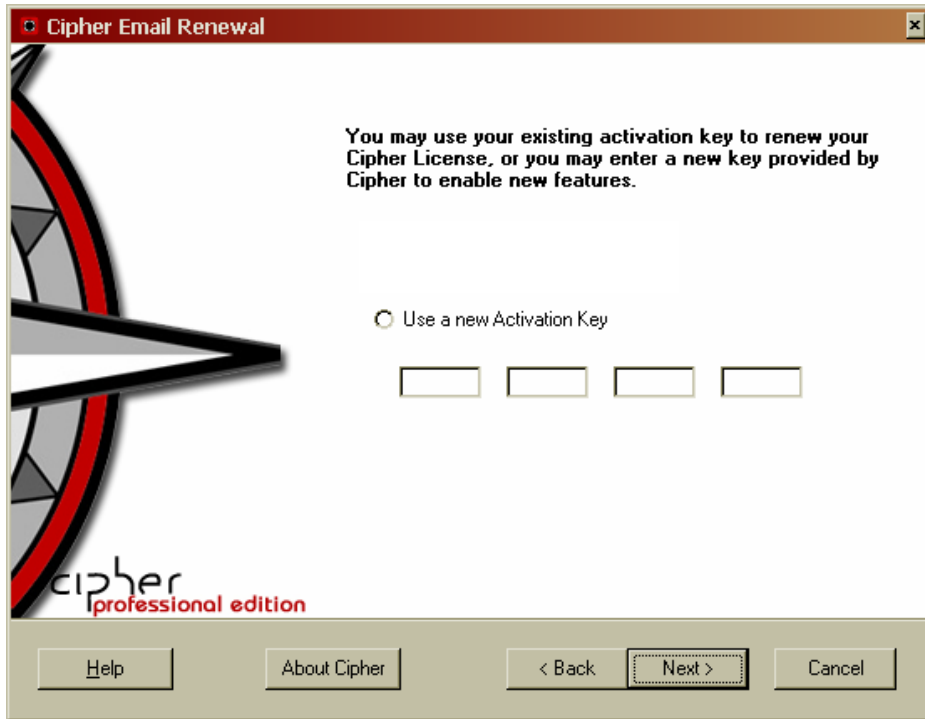 Cipher Email Renewal
You may use your existing activation key to renew your
Cipher License, or you may enter a new key provided by
Cipher to enable new features.
Use a new Activation Key
cipher
professional edition
Help
About Cipher
< Back
Next >
Cancel